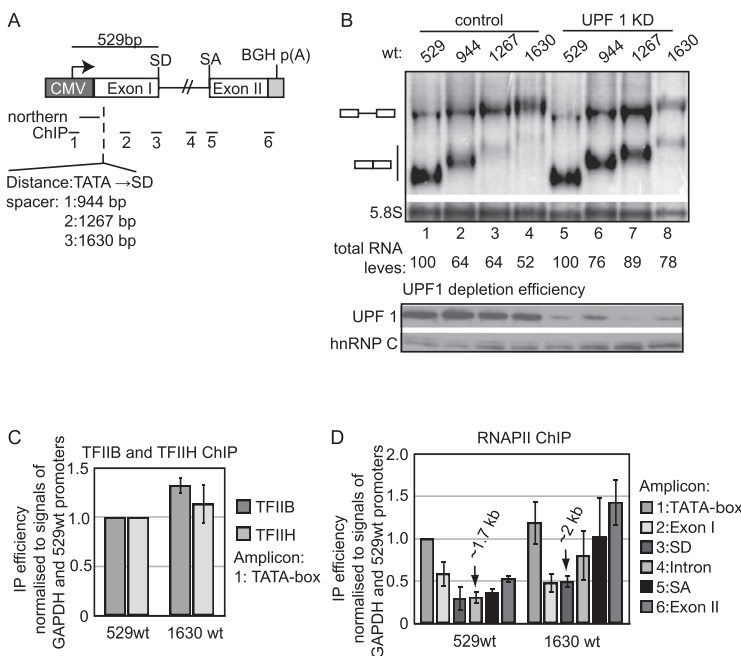 A
529bp
SD
SA
BGH p(A)
CMV
Exon I
Exon II
northern
ChIP
1
2
3
4
5
6
Distance:TATA →SD
spacer: 1:944 bp
2:1267 bp
3:1630 bp
B
control
UPF 1 KD
wt: 529 944 1267 1630 529 944 1267 1630
5.8S
1 2 3 4 5 6 7 8
total RNA
leves: 100 64 64 52 100 76 89 78
UPF1 depletion efficiency
UPF 1
hnRNP C
C
TFIIB and TFIIH ChIP
IP efficiency
normalised to signals of
GAPDH and 529wt promoters
1.5
1.0
0.5
0
529wt
1630 wt
TFIIB
TFIIH
Amplicon:
1: TATA-box
D
RNAPII ChIP
IP efficiency
normalised to signals of
GAPDH and 529wt promoters
2.0
1.5
1.0
0.5
0
~1.7 kb
~2 kb
529wt
1630 wt
Amplicon:
1:TATA-box
2:Exon I
3:SD
4:Intron
5:SA
6:Exon II